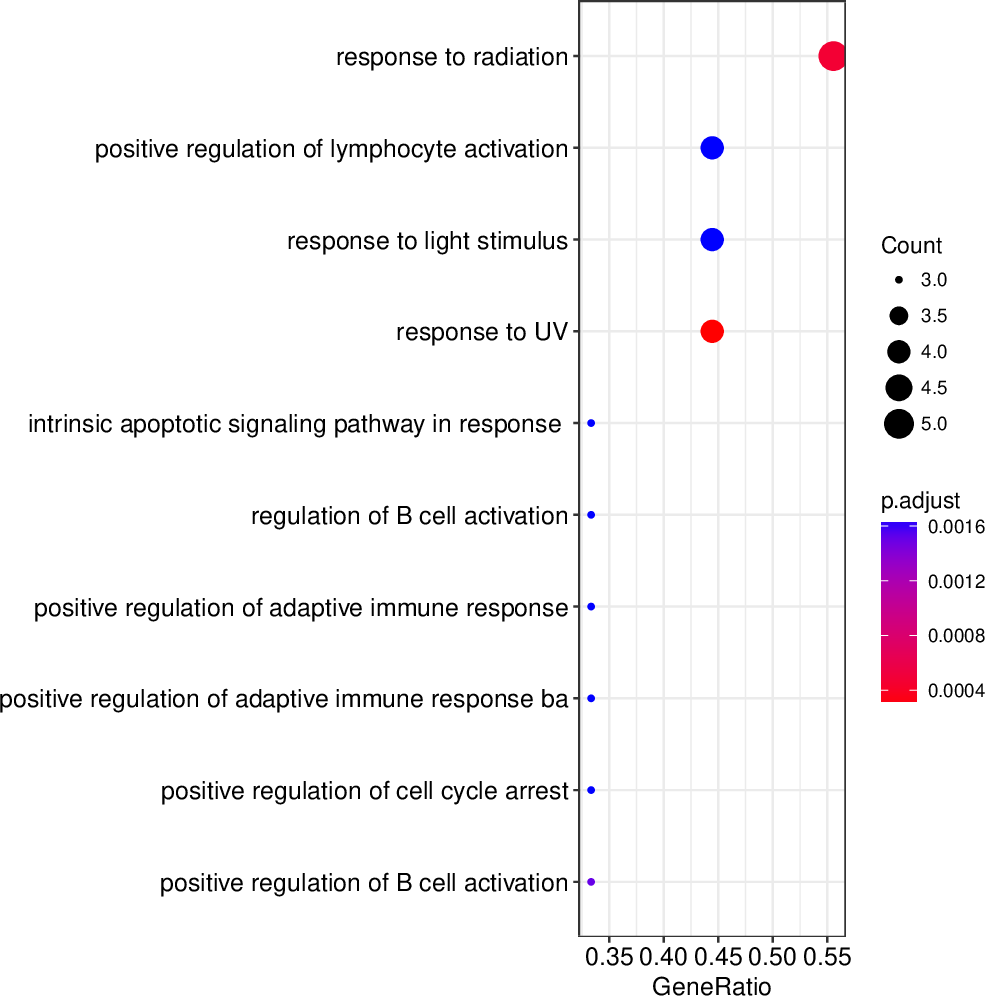 response to radiation
positive regulation of lymphocyte activation
response to light stimulus
response to UV
intrinsic apoptotic signaling pathway in response
regulation of B cell activation
positive regulation of adaptive immune response
positive regulation of adaptive immune response ba
positive regulation of cell cycle arrest
positive regulation of B cell activation
0.35 0.40 0.45 0.50 0.55
GeneRatio
Count
3.0
3.5
4.0
4.5
5.0
p.adjust
0.0016
0.0012
0.0008
0.0004